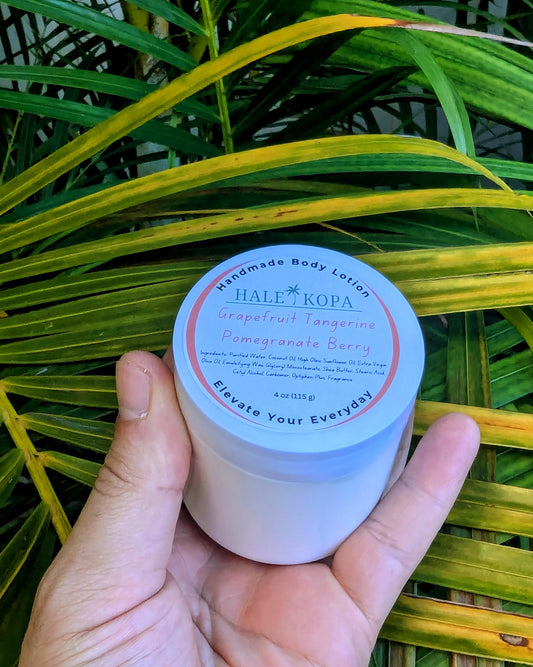 Handmade Body Lotion
HALE KOPA
Grapefruit Tangerine
Pomegranate Berry
Ingredients: Purified Water, Coconut Oil, High Oleic Sunflower Oil, Extra Virgin
Olive Oil, Emulsifying Wax, Glyceryl Monostearate, Shea Butter, Stearic Acid
Cetyl Alcohol, Carbomer, Optiphen Plus, Fragrance
4 oz (115 g)
Elevate Your Everyday